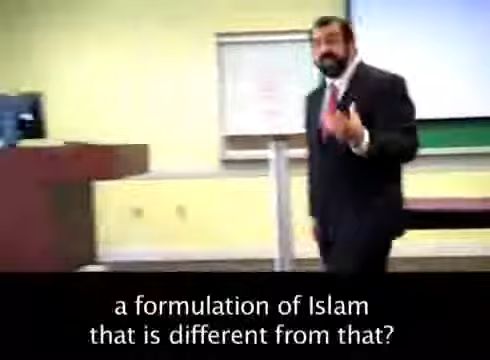 a formulation of Islam
that is different from that?